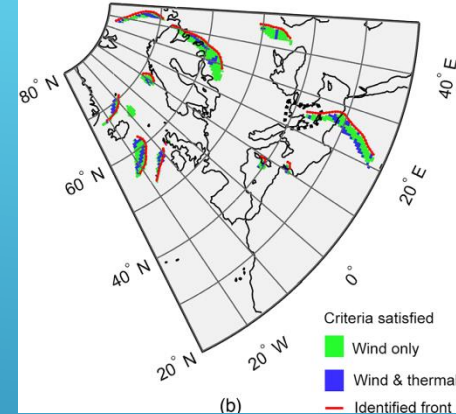 80° N
40° E
60° N
20° E
40° N
0°
20° N
20° W
Criteria satisfied
Wind only
Wind & thermal
Identified front
(b)